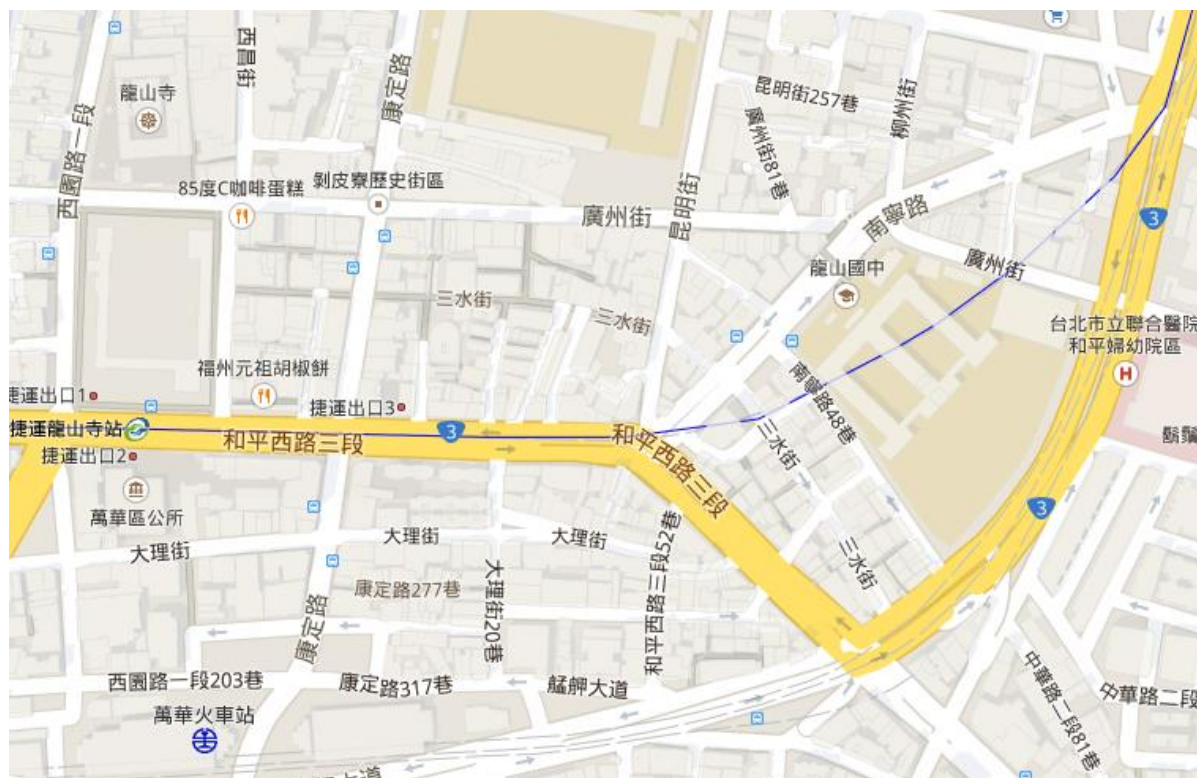 西園路一段
龍山寺
西昌街
康定路
昆明街257巷
柳州街
廣州街81巷
85度C咖啡蛋糕
剝皮寮歷史街區
廣州街
昆明街
南寧路
3
龍山國中
廣州街
三水街
三水街
台北市立聯合醫院
和平婦幼院區
H
福州元祖胡椒餅
南寧路48巷
捷運出口1
捷運出口3
捷運龍山寺站
和平西路三段
3
和平西路三段
三水街
捷運出口2
萬華區公所
3
大理街
大理街
大理街
和平西路三段52巷
三水街
康定路277巷
大理街20巷
康定路
西園路一段203巷
康定路317巷
艋舺大道
中華路二段81巷
中華路二段
萬華火車站